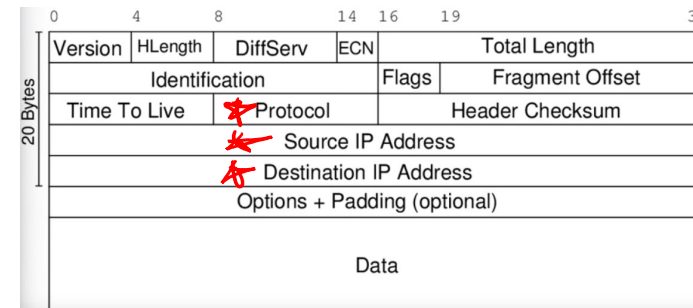 0 4 8 14 16 19 3
Version HLength DiffServ ECN Total Length
Identification Flags Fragment Offset
Time To Live Protocol Header Checksum
Source IP Address
Destination IP Address
Options + Padding (optional)
Data
20 Bytes